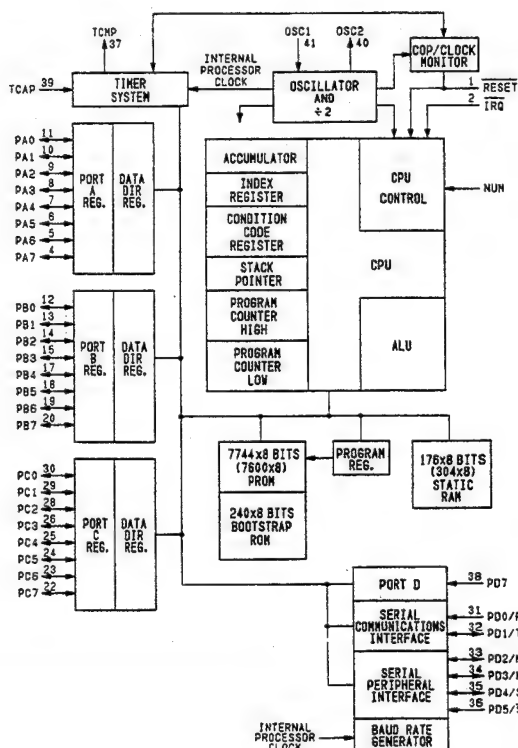 TCMP
37
OSC1
41
OSC2
40
COP/CLOCK
MONITOR
INTERNAL
PROCESSOR
CLOCK
TCAP 39
TIMER
SYSTEM
OSCILLATOR
AND
÷2
1 RESET
2 IRQ
NUM
PA0 11
PA1 10
PA2 9
PA3 8
PA4 7
PA5 6
PA6 5
PA7 4
PORT
A
REG.
DATA
DIR
REG.
ACCUMULATOR
INDEX
REGISTER
CONDITION
CODE
REGISTER
STACK
POINTER
PROGRAM
COUNTER
HIGH
PROGRAM
COUNTER
LOW
CPU
CONTROL
CPU
ALU
PB0 12
PB1 13
PB2 14
PB3 15
PB4 17
PB5 18
PB6 19
PB7 20
PORT
B
REG.
DATA
DIR
REG.
7744x8 BITS
(7600x8)
PROM
240x8 BITS
BOOTSTRAP
ROM
PROGRAM
REG.
176x8 BITS
(304x8)
STATIC
RAM
PC0 30
PC1 29
PC2 28
PC3 26
PC4 25
PC5 24
PC6 23
PC7 22
PORT
C
REG.
DATA
DIR
REG.
PORT D
38 PD7
SERIAL
COMMUNICATIONS
INTERFACE
31 PD0/
32 PD1/
SERIAL
PERIPHERAL
INTERFACE
33 PD2/
34 PD3/
35 PD4/
36 PD5/
INTERNAL
PROCESSOR
CLOCK
BAUD RATE
GENERATOR